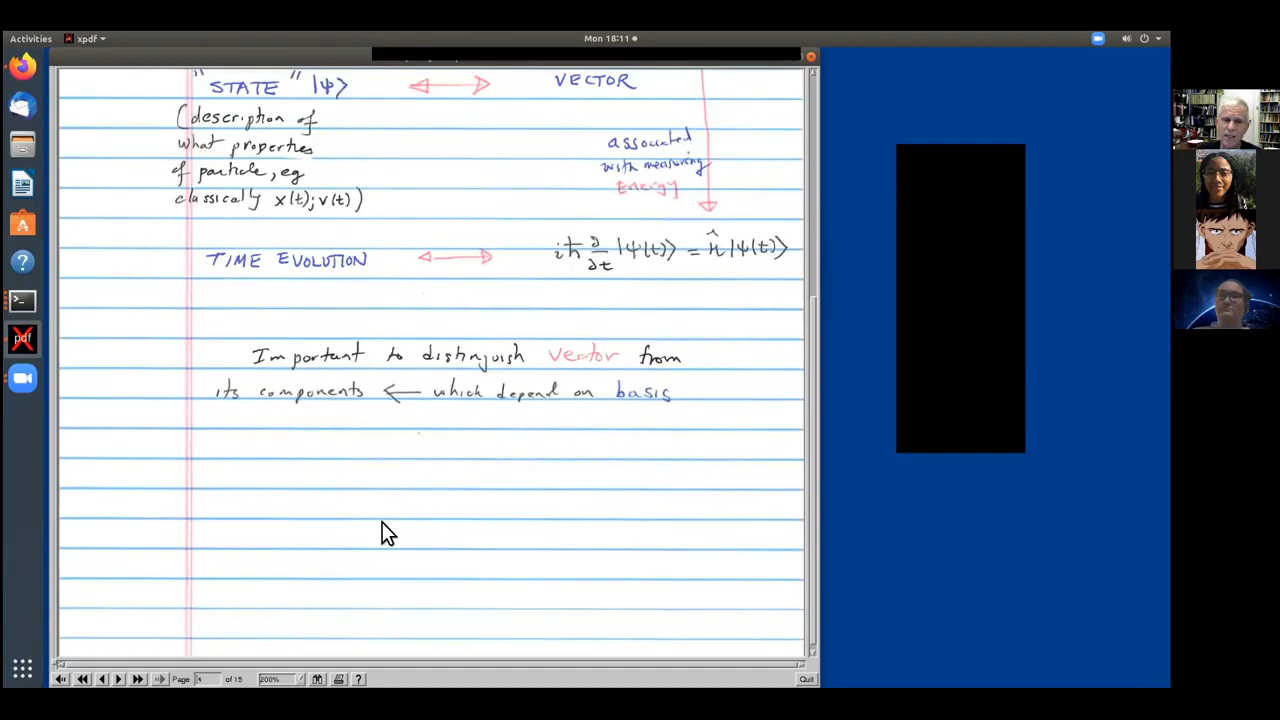 Activities xpdf Mon 18:11
"STATE" |ψ> VECTOR
(description of
what properties
of particle, eg
classically x(t); v(t))
associated
with measuring
Energy
TIME EVOLUTION iħ ∂/∂t |ψ(t)> = Ĥ |ψ(t)>
Important to distinguish vector from
its components ← which depend on basis
pdf
Page 4 of 15 200% ? Quit